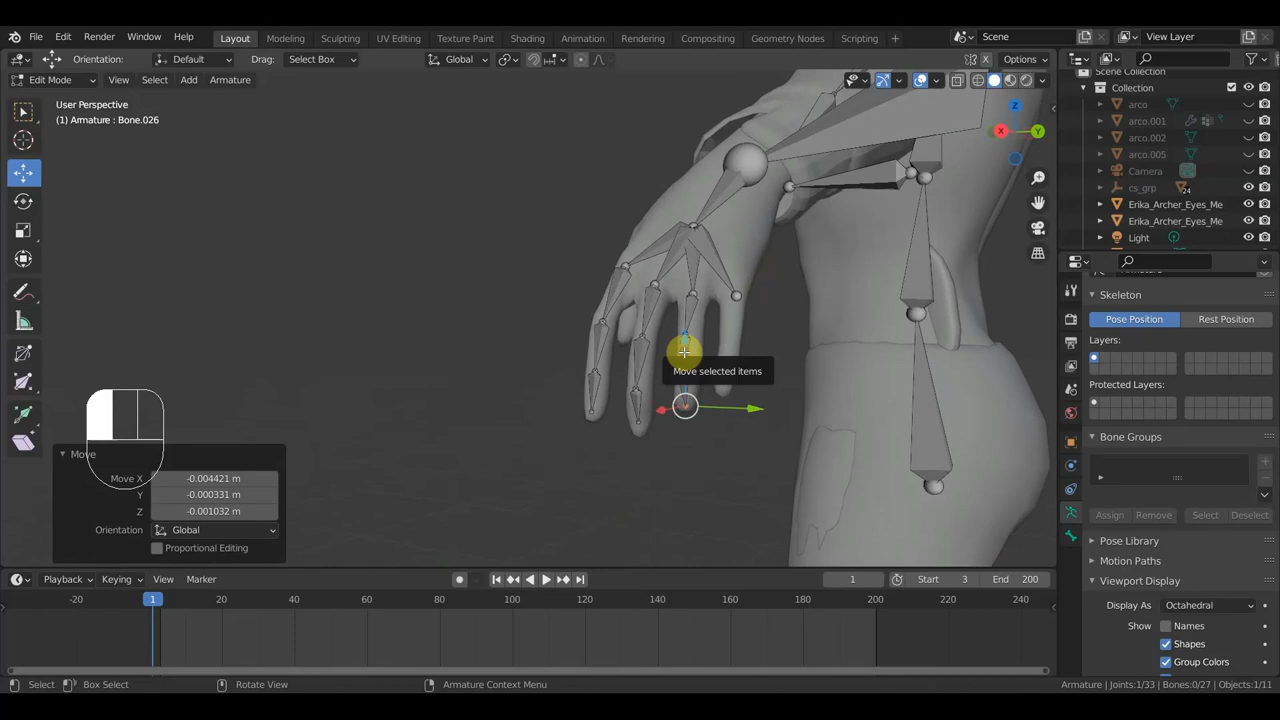 File Edit Render Window Help Layout Modeling Sculpting UV Editing Texture Paint Shading Animation Rendering Compositing Geometry Nodes Scripting + Scene View Layer
Orientation: Default Drag: Select Box Global X Options
Edit Mode View Select Add Armature
User Perspective
(1) Armature : Bone.026
Z
X Y
Scene Collection
Collection
arco
arco.001
arco.002
arco.005
Camera
cs_grp 24
Erika_Archer_Eyes_Me
Erika_Archer_Eyes_Me
Light
Armature
Skeleton
Pose Position Rest Position
Layers:
Protected Layers:
Bone Groups
Assign Remove Select Deselect
Pose Library
Motion Paths
Viewport Display
Display As Octahedral
Show Names
Shapes
Group Colors
Move selected items
Move
Move X -0.004421 m
Y -0.000331 m
Z -0.001032 m
Orientation Global
Proportional Editing
Playback Keying View Marker 1 Start 3 End 200
-20 1 20 40 60 80 100 120 140 160 180 200 220 240
Select Box Select Rotate View Armature Context Menu Armature | Joints:1/33 | Bones:0/27 | Objects:1/11